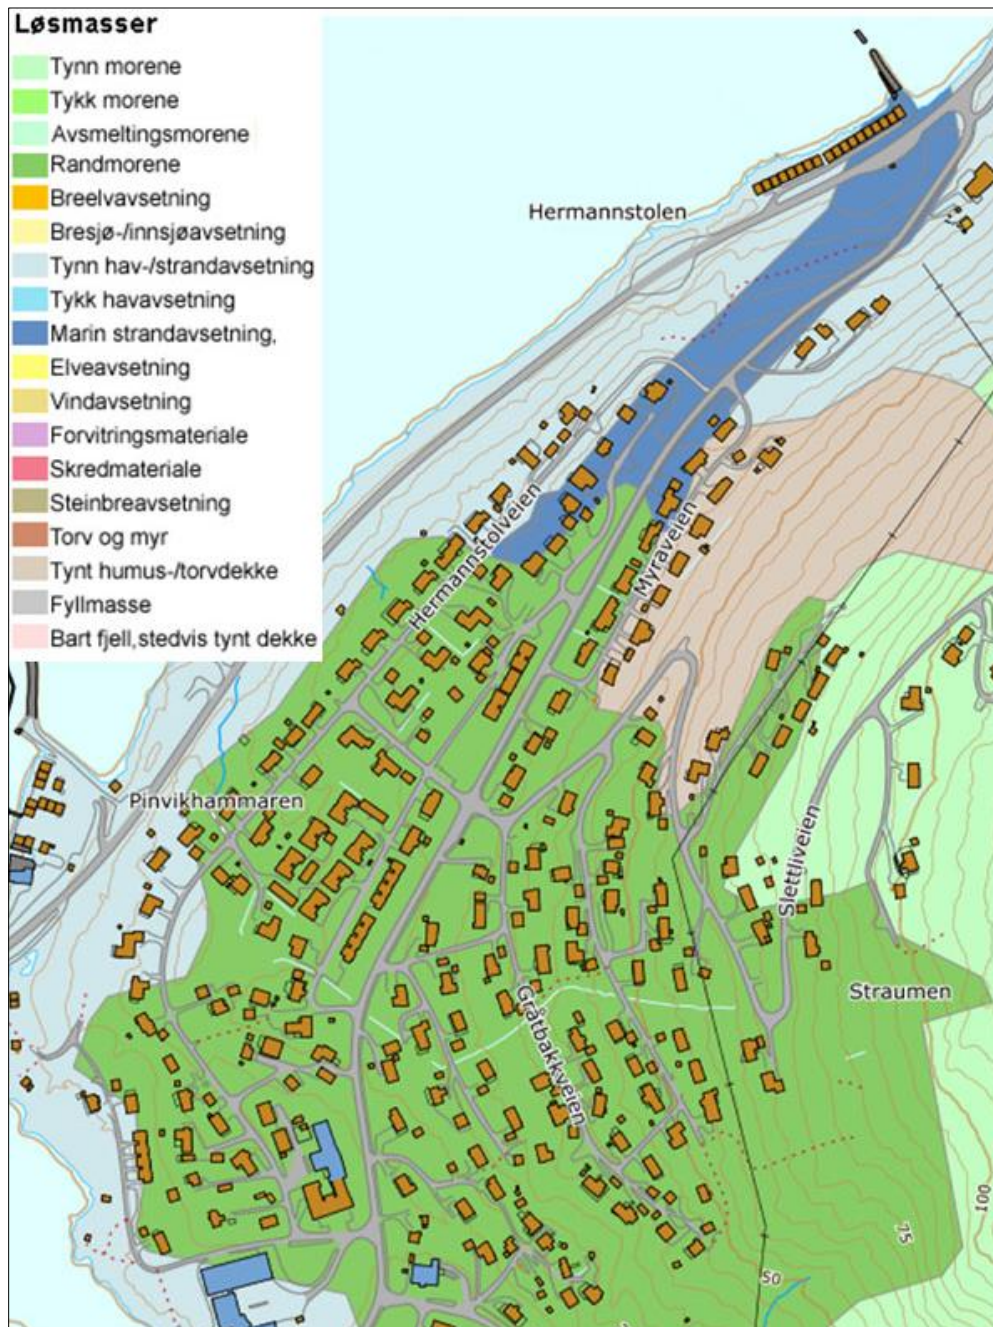 Løsmasser
Tynn morene
Tykk morene
Avsmeltingsmorene
Randmorene
Breelvavsetning
Bresjø-/innsjøavsetning
Tynn hav-/strandavsetning
Tykk havavsetning
Marin strandavsetning,
Elveavsetning
Vindavsetning
Forvitringsmateriale
Skredmateriale
Steinbreavsetning
Torv og myr
Tynt humus-/torvdekke
Fyllmasse
Bart fjell,stedvis tynt dekke
Hermannstolen
Hermannstolveien
Myraveien
Pinvikhammaren
Slettliveien
Straumen
Gråtbakkveien
100
75
50